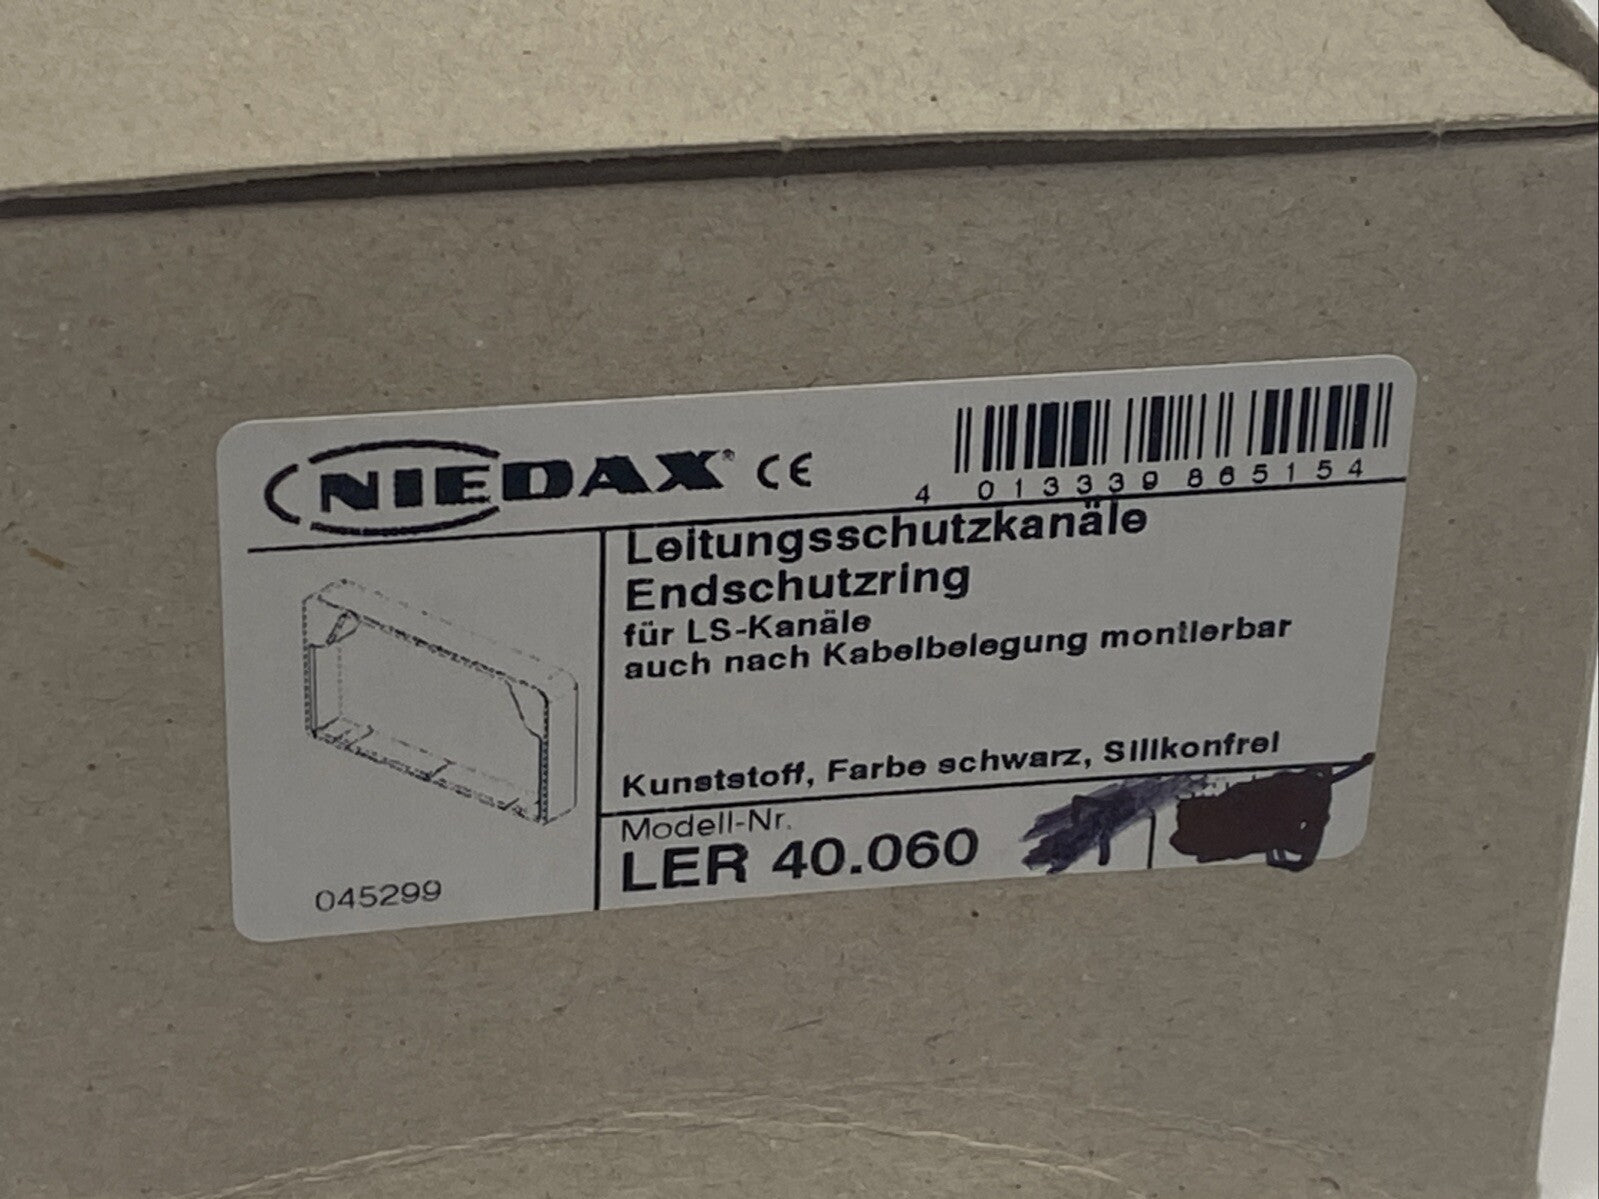 NIEDAX® CE
4 013339 865154
Leitungsschutzkanäle
Endschutzring
für LS-Kanäle
auch nach Kabelbelegung montierbar
Kunststoff, Farbe schwarz, Silikonfrei
Modell-Nr.
LER 40.060
045299